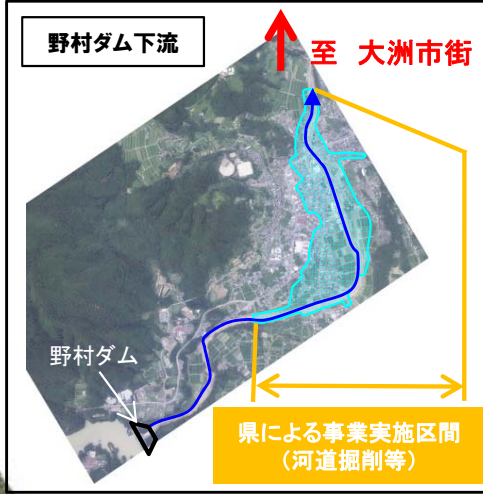 野村ダム下流
至 大洲市街
野村ダム
県による事業実施区間
(河道掘削等)